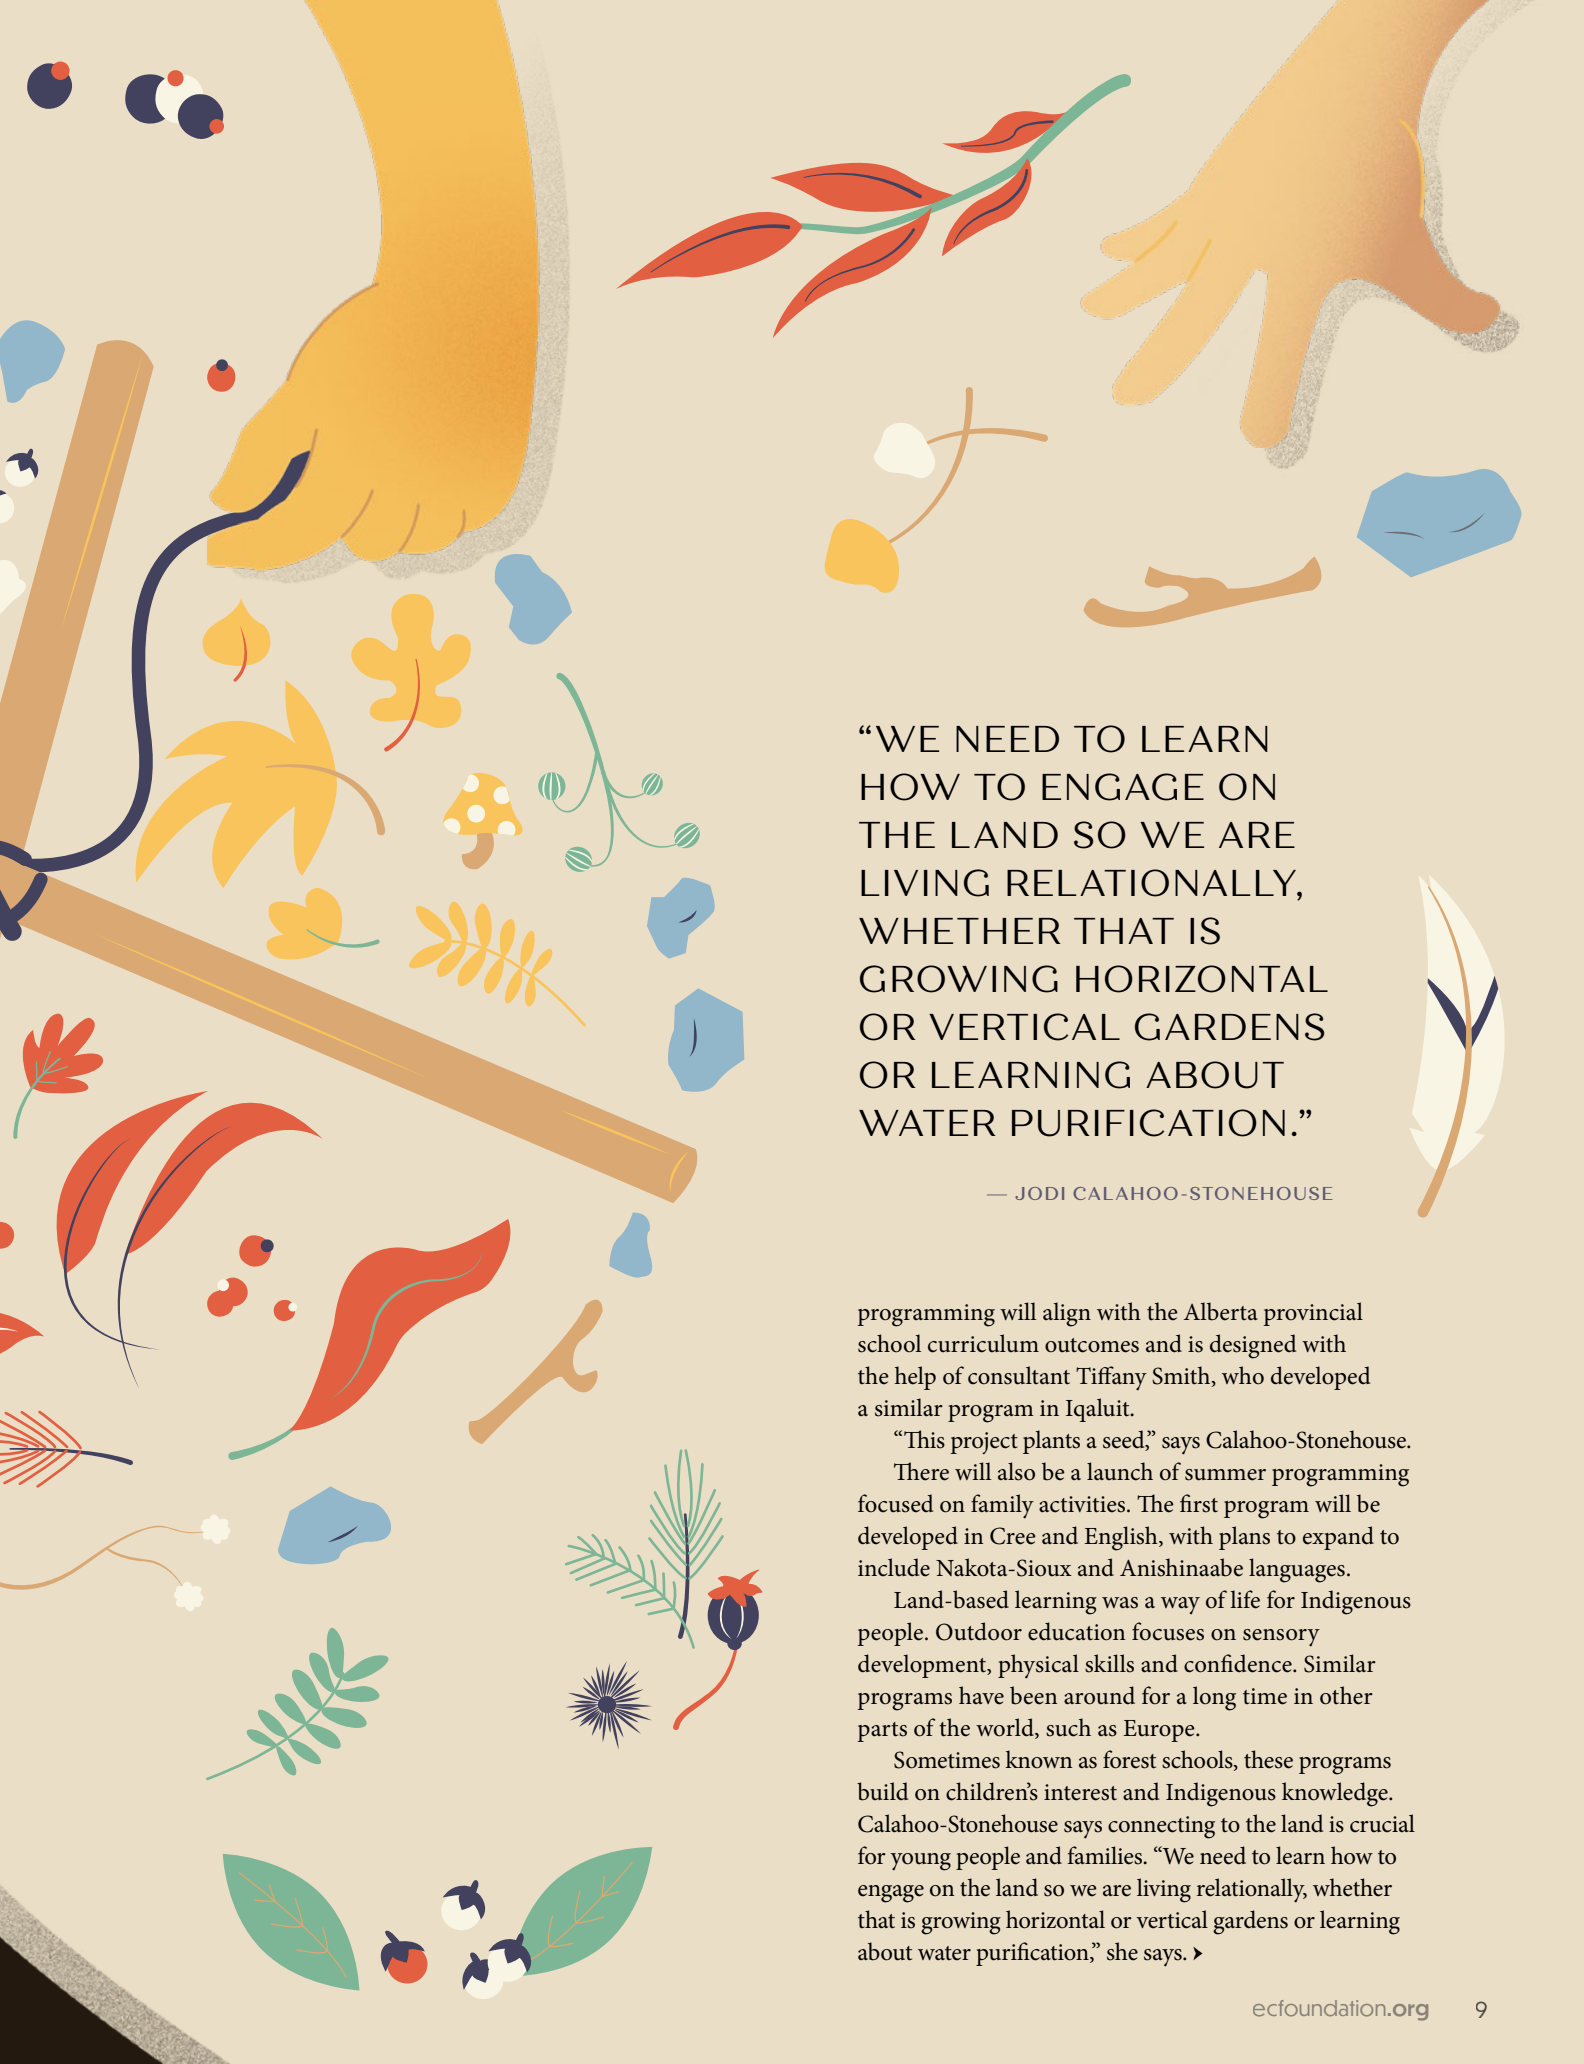 “WE NEED TO LEARN
HOW TO ENGAGE ON
THE LAND SO WE ARE
LIVING RELATIONALLY,
WHETHER THAT IS
GROWING HORIZONTAL
OR VERTICAL GARDENS
OR LEARNING ABOUT
WATER PURIFICATION.”
— JODI CALAHOO-STONEHOUSE
programming will align with the Alberta provincial
school curriculum outcomes and is designed with
the help of consultant Tiffany Smith, who developed
a similar program in Iqaluit.
“This project plants a seed,” says Calahoo-Stonehouse.
There will also be a launch of summer programming
focused on family activities. The first program will be
developed in Cree and English, with plans to expand to
include Nakota-Sioux and Anishinaabe languages.
Land-based learning was a way of life for Indigenous
people. Outdoor education focuses on sensory
development, physical skills and confidence. Similar
programs have been around for a long time in other
parts of the world, such as Europe.
Sometimes known as forest schools, these programs
build on children’s interest and Indigenous knowledge.
Calahoo-Stonehouse says connecting to the land is crucial
for young people and families. “We need to learn how to
engage on the land so we are living relationally, whether
that is growing horizontal or vertical gardens or learning
about water purification,” she says.
ecfoundation.org 9